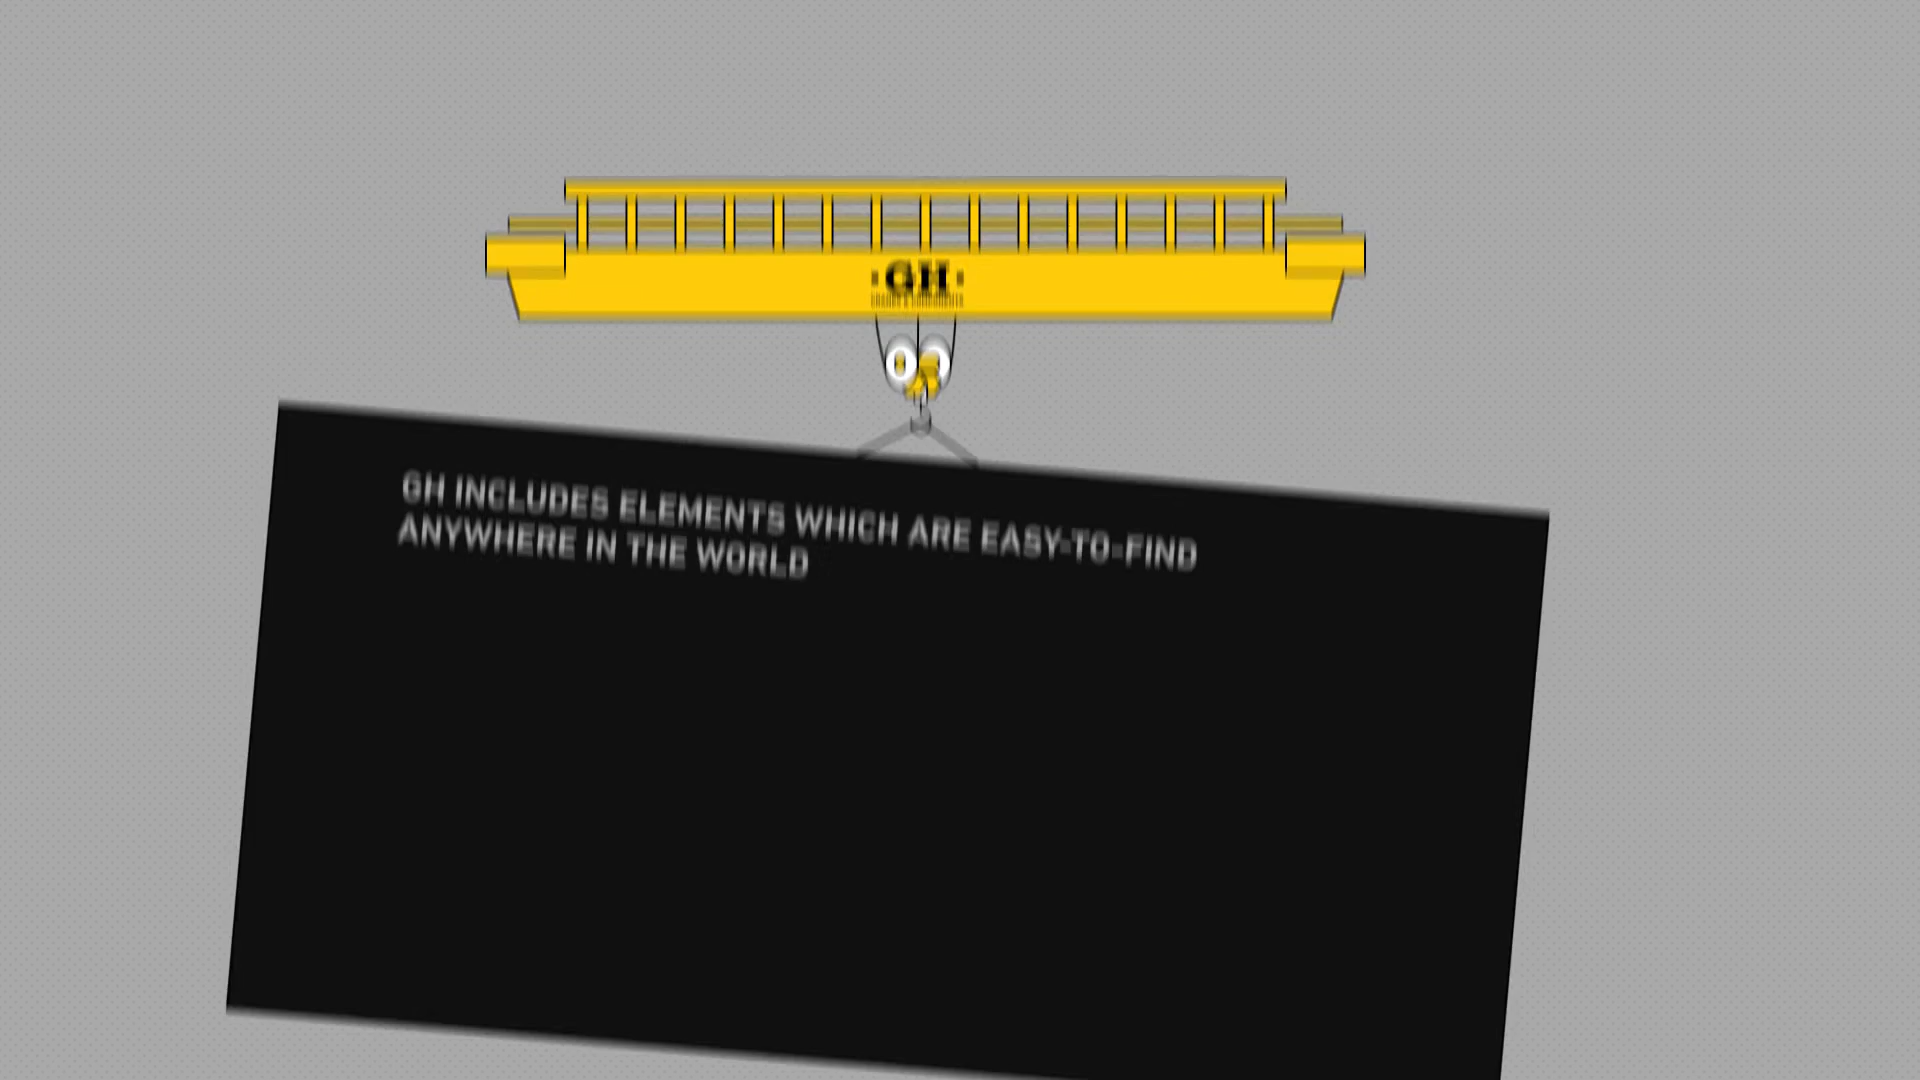 GH
GH INCLUDES ELEMENTS WHICH ARE EASY-TO-FIND
ANYWHERE IN THE WORLD